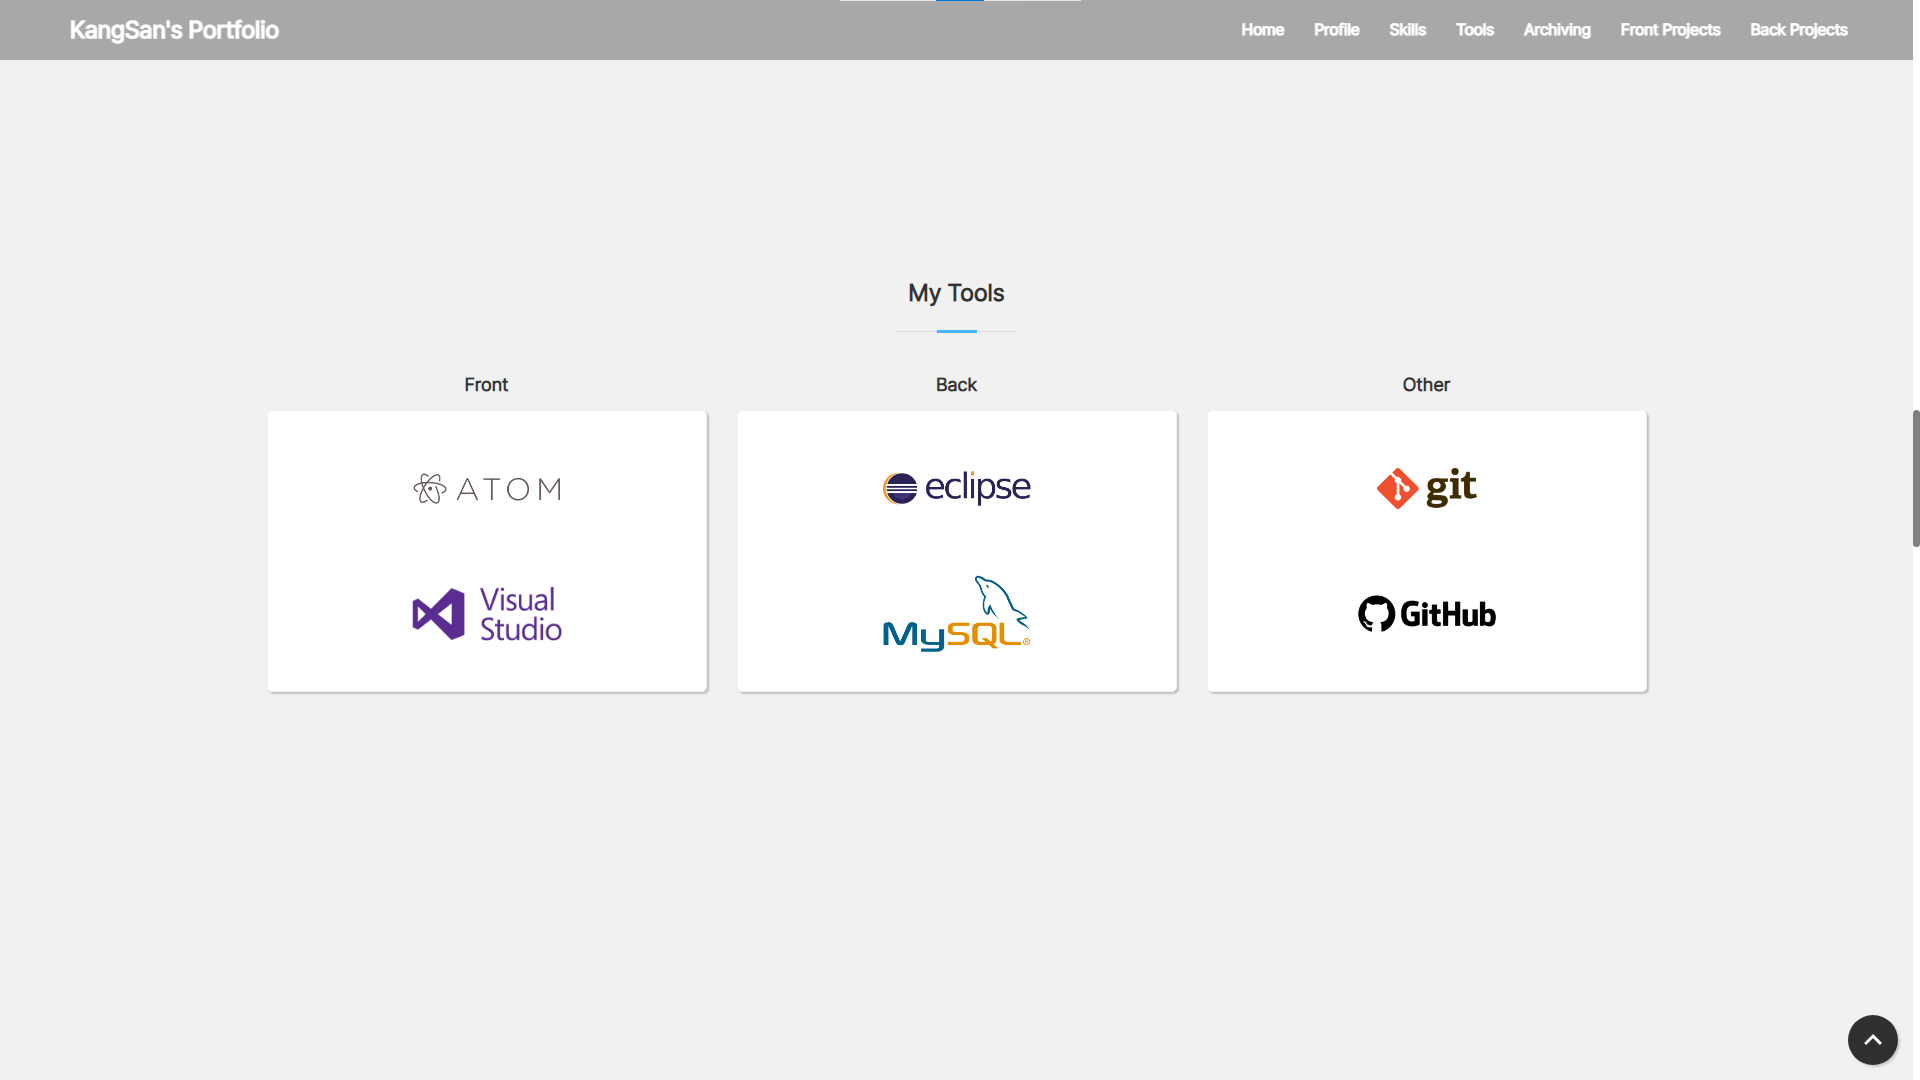 KangSan's Portfolio
Home Profile Skills Tools Archiving Front Projects Back Projects
My Tools
Front
ATOM
Visual
Studio
Back
eclipse
MySQL®
Other
git
GitHub